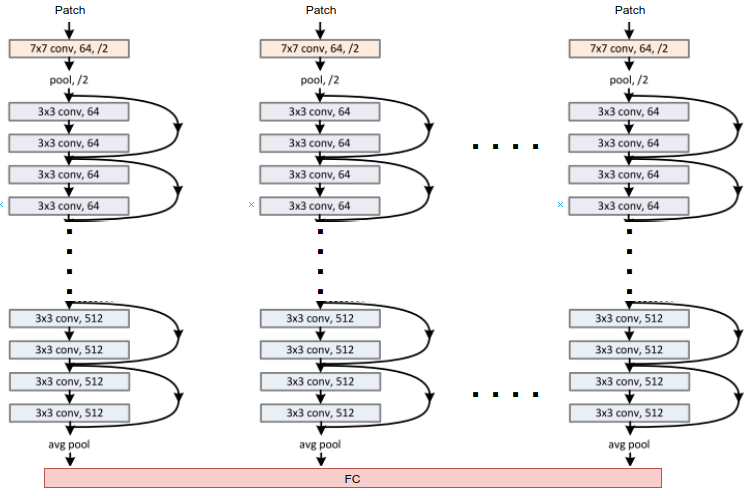 Patch Patch Patch
7x7 conv, 64, /2 7x7 conv, 64, /2 7x7 conv, 64, /2
pool, /2 pool, /2 pool, /2
3x3 conv, 64 3x3 conv, 64 3x3 conv, 64
3x3 conv, 64 3x3 conv, 64 3x3 conv, 64
3x3 conv, 64 3x3 conv, 64 3x3 conv, 64
3x3 conv, 64 3x3 conv, 64 3x3 conv, 64
3x3 conv, 512 3x3 conv, 512 3x3 conv, 512
3x3 conv, 512 3x3 conv, 512 3x3 conv, 512
3x3 conv, 512 3x3 conv, 512 3x3 conv, 512
3x3 conv, 512 3x3 conv, 512 3x3 conv, 512
avg pool avg pool avg pool
FC